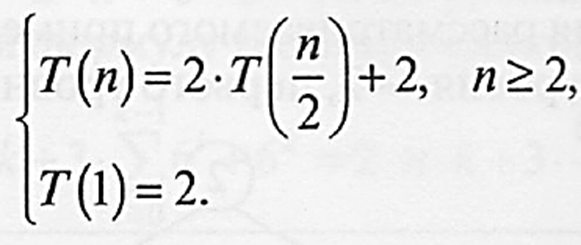 T(n) = 2 · T(n/2) + 2, n ≥ 2,
T(1) = 2.